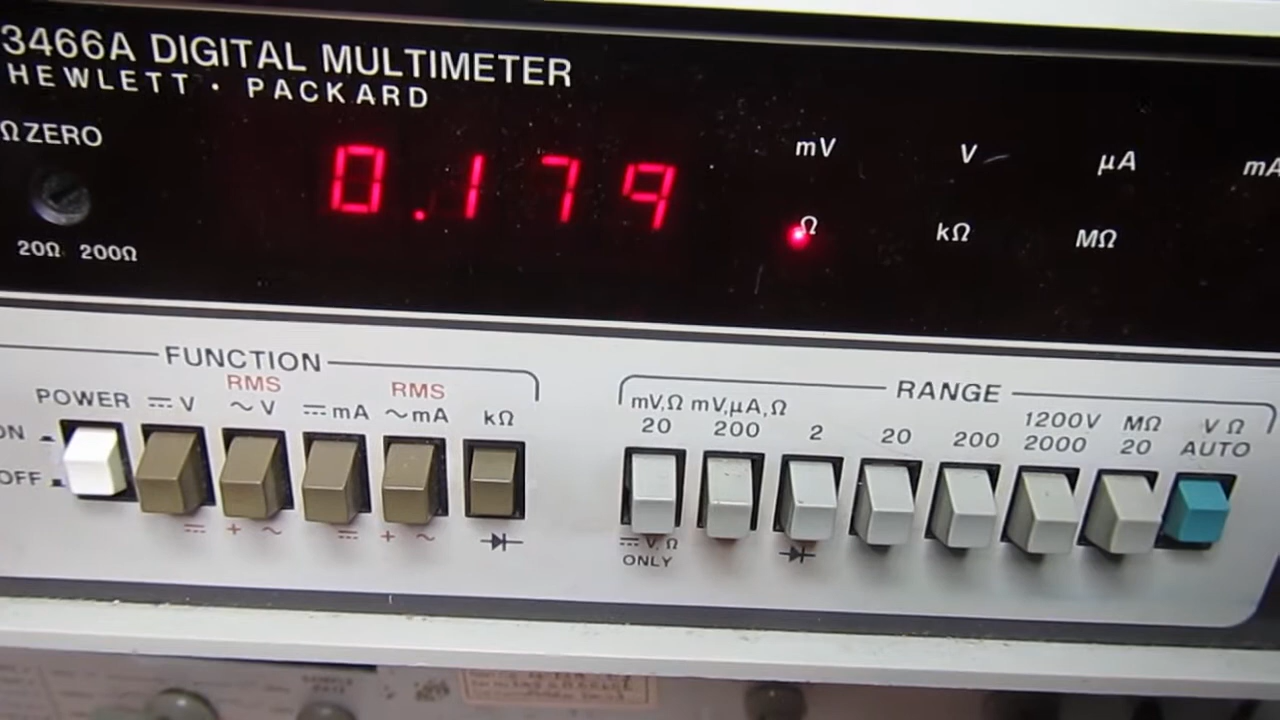 3466A DIGITAL MULTIMETER
HEWLETT · PACKARD
Ω ZERO
20Ω 200Ω
0.179
mV V µA mA
Ω kΩ MΩ
FUNCTION
POWER
ON
OFF
⎓ V
RMS
~ V
⎓ mA
RMS
~ mA
kΩ
⎓ + ~
⎓ + ~
RANGE
mV,Ω
20
mV,µA,Ω
200
2
20
200
1200V
2000
MΩ
20
V Ω
AUTO
⎓ V, Ω
ONLY